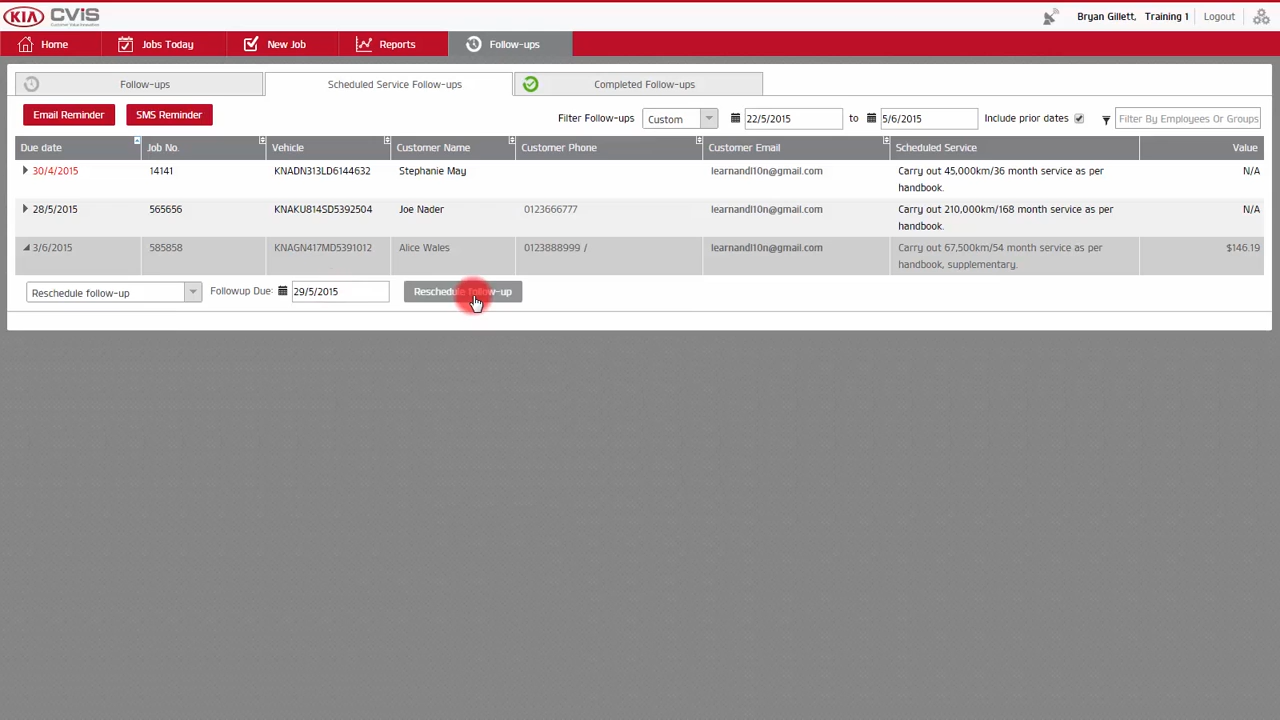 KIA CVIS
Customer Value Innovations
Bryan Gillett, Training 1 Logout
Home Jobs Today New Job Reports Follow-ups
Follow-ups Scheduled Service Follow-ups Completed Follow-ups
Email Reminder SMS Reminder Filter Follow-ups Custom 22/5/2015 to 5/6/2015 Include prior dates Filter By Employees Or Groups
Due date Job No. Vehicle Customer Name Customer Phone Customer Email Scheduled Service Value
30/4/2015 14141 KNADN313LD6144632 Stephanie May learnandl10n@gmail.com Carry out 45,000km/36 month service as per N/A
handbook.
28/5/2015 565656 KNAKU814SD5392504 Joe Nader 0123666777 learnandl10n@gmail.com Carry out 210,000km/168 month service as per N/A
handbook.
3/6/2015 585858 KNAGN417MD5391012 Alice Wales 0123888999 / learnandl10n@gmail.com Carry out 67,500km/54 month service as per $146.19
handbook, supplementary.
Reschedule follow-up Followup Due: 29/5/2015 Reschedule follow-up